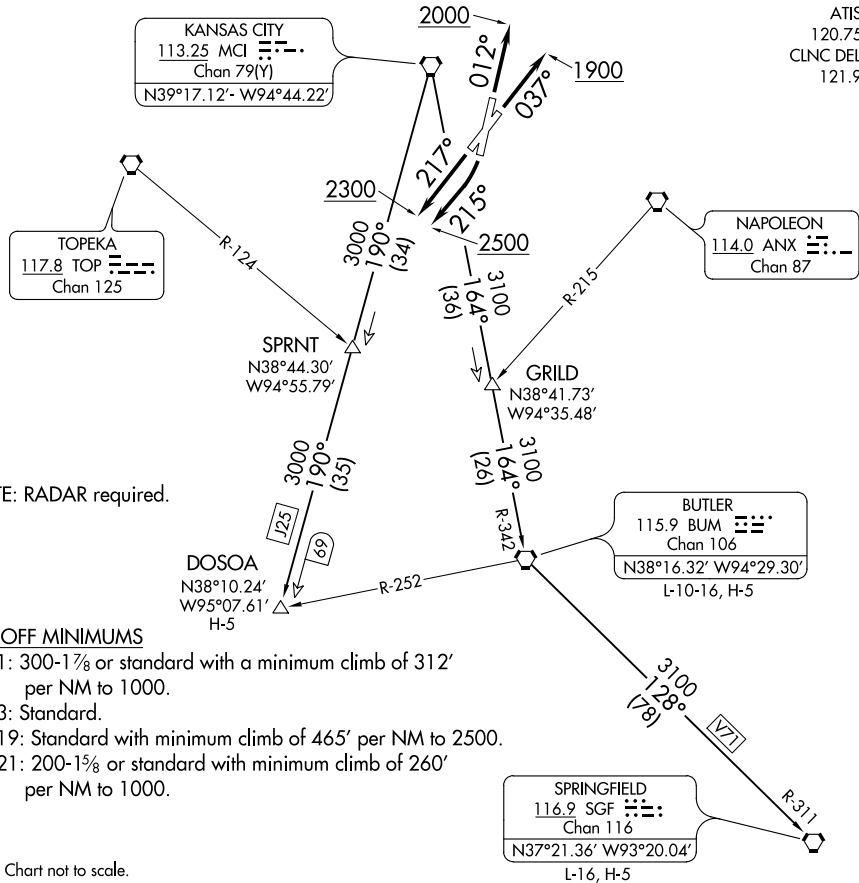 ATIS
120.75
CLNC DEL
121.9
KANSAS CITY
113.25 MCI
Chan 79(Y)
N39°17.12′- W94°44.22′
2000
012°
037°
1900
217°
215°
2300
2500
TOPEKA
117.8 TOP
Chan 125
R-124
NAPOLEON
114.0 ANX
Chan 87
R-215
3000
190°
(34)
3100
164°
(36)
SPRNT
N38°44.30′
W94°55.79′
GRILD
N38°41.73′
W94°35.48′
3000
190°
(35)
3100
164°
(26)
R-342
TE: RADAR required.
J25
69
BUTLER
115.9 BUM
Chan 106
N38°16.32′ W94°29.30′
L-10-16, H-5
DOSOA
N38°10.24′
W95°07.61′
H-5
R-252
OFF MINIMUMS
1: 300-1⅞ or standard with a minimum climb of 312′
per NM to 1000.
3: Standard.
19: Standard with minimum climb of 465′ per NM to 2500.
21: 200-1⅝ or standard with minimum climb of 260′
per NM to 1000.
3100
128°
(78)
V71
R-311
SPRINGFIELD
116.9 SGF
Chan 116
N37°21.36′ W93°20.04′
L-16, H-5
Chart not to scale.